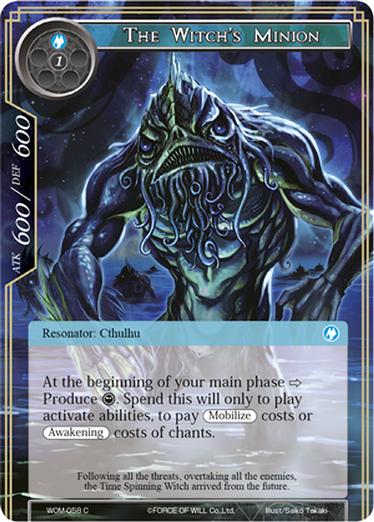 The Witch's Minion
1
ATK 600 / DEF 600
Resonator: Cthulhu
At the beginning of your main phase ⇨
Produce . Spend this will only to play
activate abilities, to pay Mobilize costs or
Awakening costs of chants.
Following all the threats, overtaking all the enemies,
the Time Spinning Witch arrived from the future.
WOM-058 C ©FORCE OF WILL Co.,Ltd. Illust/Saiko Takaki